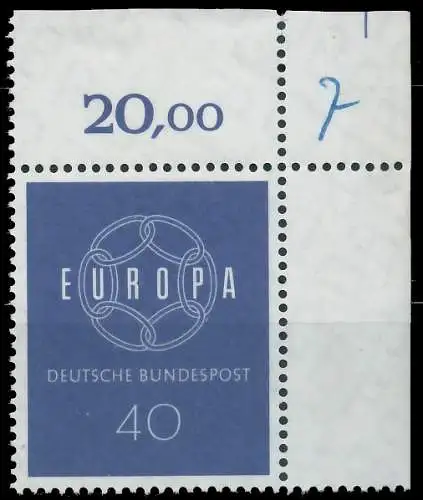 20,00
7
EUROPA
DEUTSCHE BUNDESPOST
40